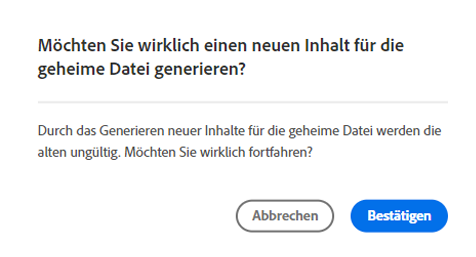 Möchten Sie wirklich einen neuen Inhalt für die
geheime Datei generieren?
Durch das Generieren neuer Inhalte für die geheime Datei werden die
alten ungültig. Möchten Sie wirklich fortfahren?
Abbrechen
Bestätigen